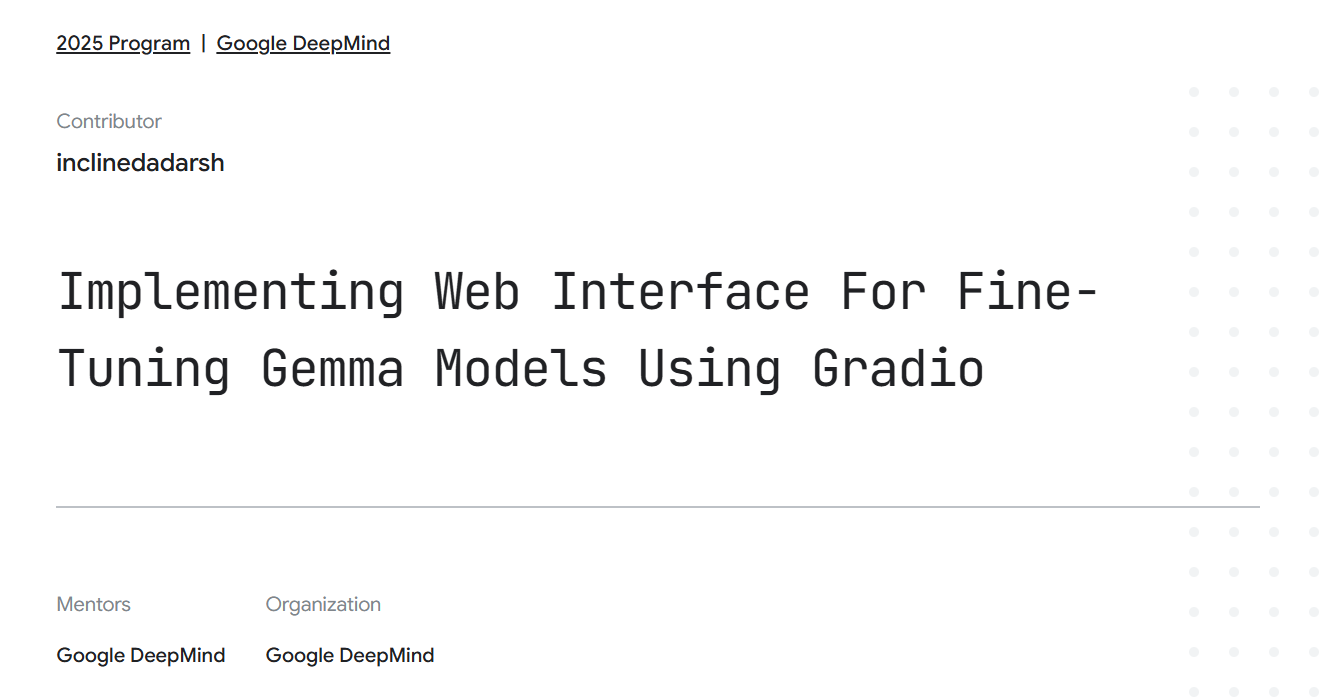 2025 Program | Google DeepMind
Contributor
inclinedadarsh
Implementing Web Interface For Fine-
Tuning Gemma Models Using Gradio
Mentors Organization
Google DeepMind Google DeepMind